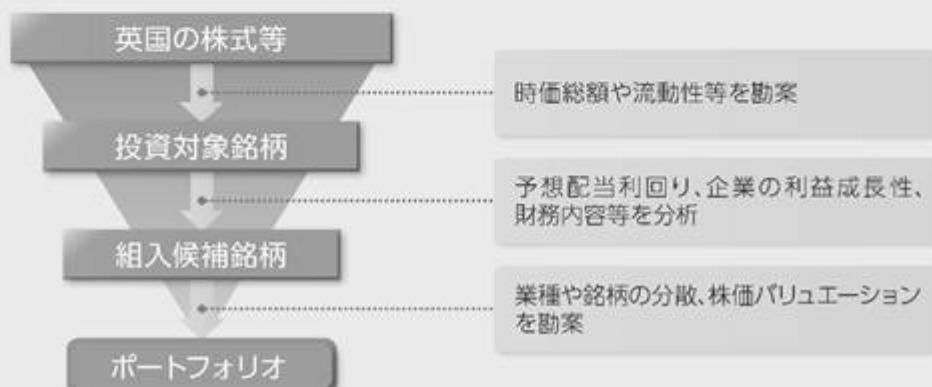 英国の株式等
時価総額や流動性等を勘案
投資対象銘柄
予想配当利回り、企業の利益成長性、
財務内容等を分析
組入候補銘柄
業種や銘柄の分散、株価バリュエーション
を勘案
ポートフォリオ